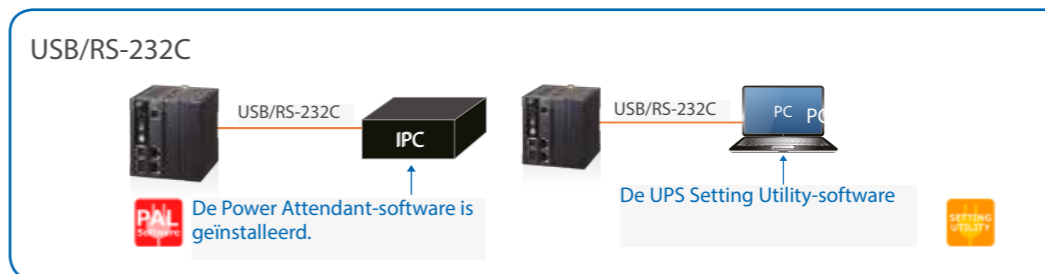 USB/RS-232C
USB/RS-232C
IPC
De Power Attendant-software is
geïnstalleerd.
PAL
Software
USB/RS-232C
PC PC
De UPS Setting Utility-software
SETTING
UTILITY